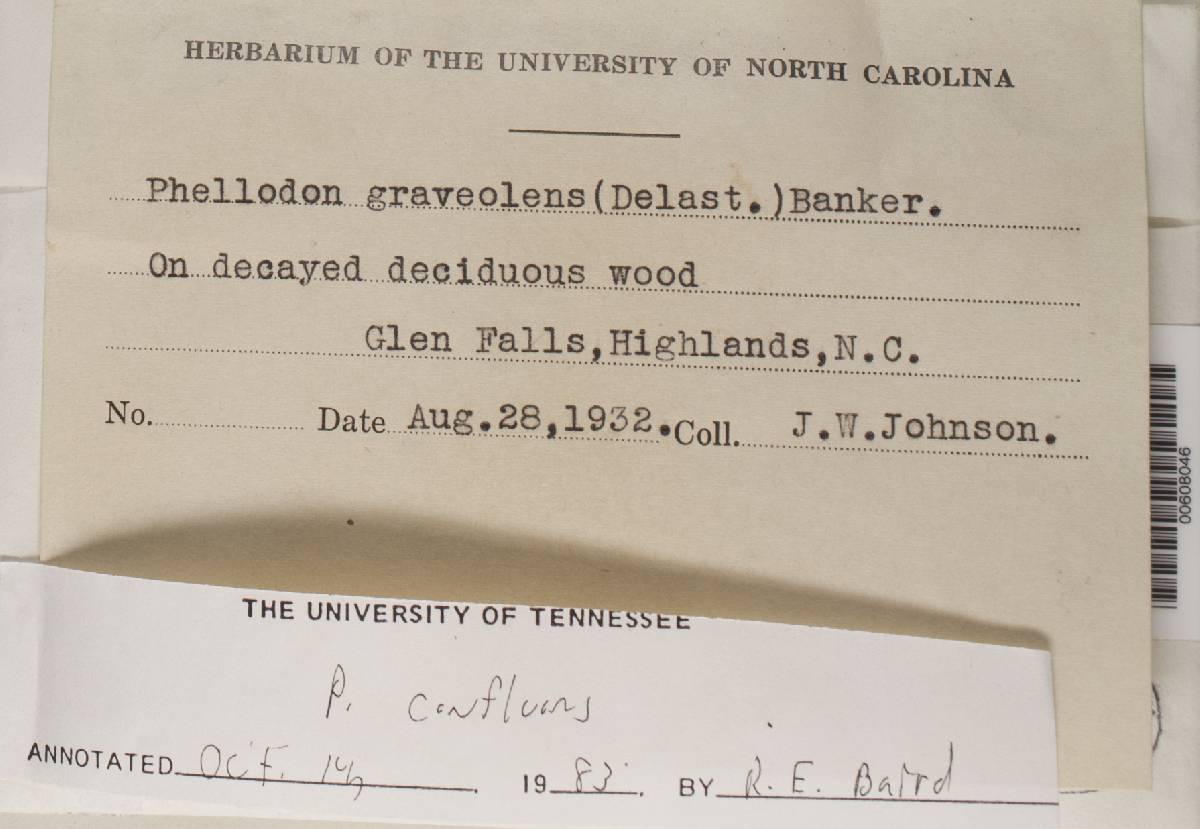 HERBARIUM OF THE UNIVERSITY OF NORTH CAROLINA
Phellodon graveolens(Delast.)Banker.
On decayed deciduous wood
Glen Falls,Highlands,N.C.
No. Date Aug.28,1932. Coll. J.W.Johnson.
THE UNIVERSITY OF TENNESSEE
P. confluens
ANNOTATED Oct. 19 83. BY R. E. Baird
00608046